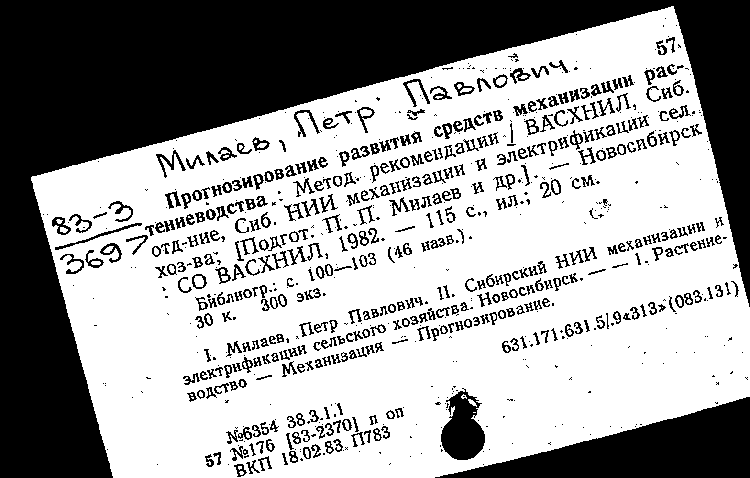 57
Милаев, Петр Павлович.
Прогнозирование развития средств механизации рас-
тениеводства : Метод. рекомендации / ВАСХНИЛ, Сиб.
отд-ние, Сиб. НИИ механизации и электрификации сел.
хоз-ва; [Подгот. П. П. Милаев и др.]. — Новосибирск
: СО ВАСХНИЛ, 1982. — 115 с., ил.; 20 см.
83-3
3697
Библиогр.: с. 100—103 (46 назв.).
30 к. 300 экз.
I. Милаев, Петр Павлович. II. Сибирский НИИ механизации и
электрификации сельского хозяйства. Новосибирск. — — 1. Растение-
водство — Механизация — Прогнозирование.
631.171:631.5/.9«313»(083.131)
№6354 38.3.1.1
57 №176 [83-2370] п оп
ВКП 18.02.83 П783